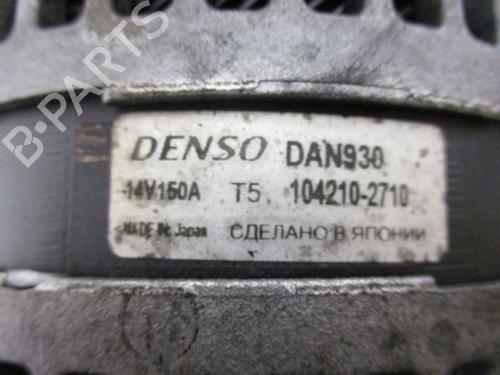 DENSO DAN930
14V150A T5 104210-2710
MADE IN Japan СДЕЛАНО В ЯПОНИИ
B-PARTS